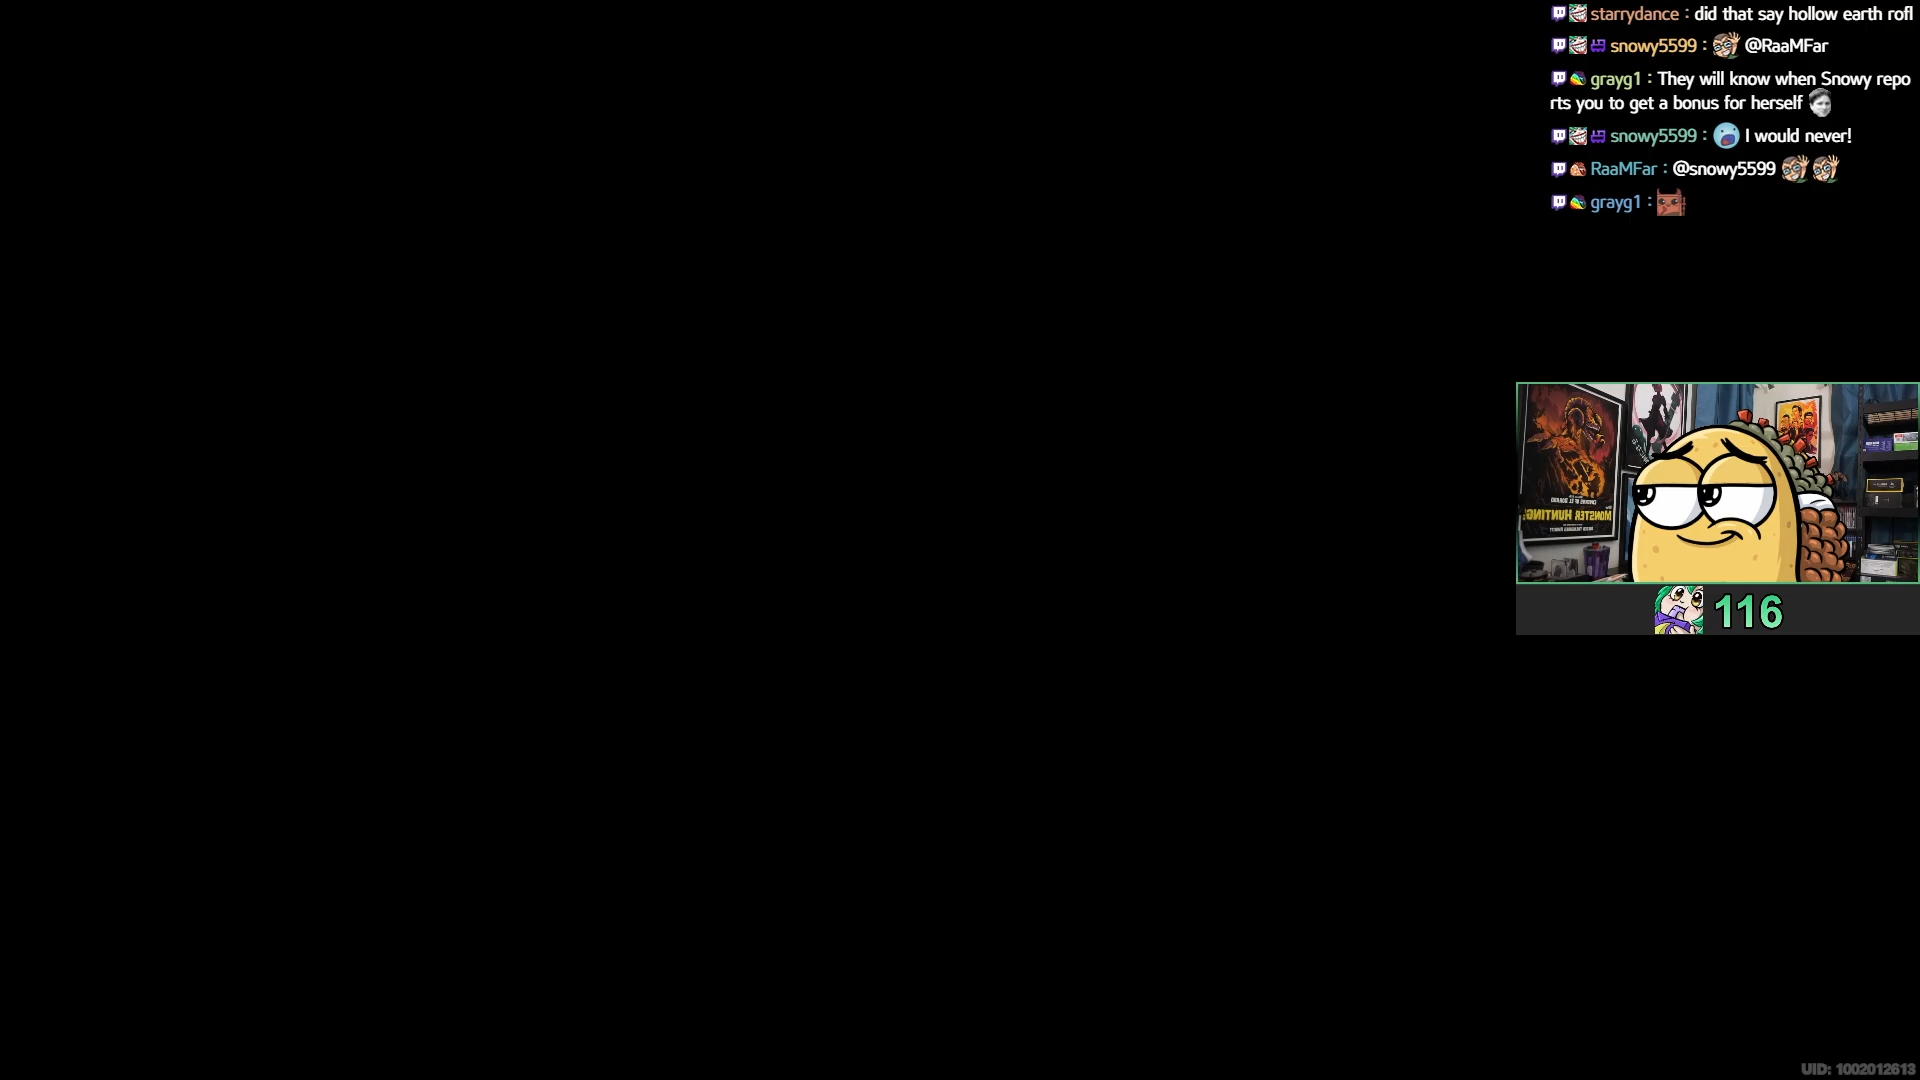 starrydance : did that say hollow earth rofl
snowy5599 : @RaaMFar
grayg1 : They will know when Snowy repo
rts you to get a bonus for herself
snowy5599 : I would never!
RaaMFar : @snowy5599
grayg1 :
MONSTER HUNTING!
116
UID: 1002012613